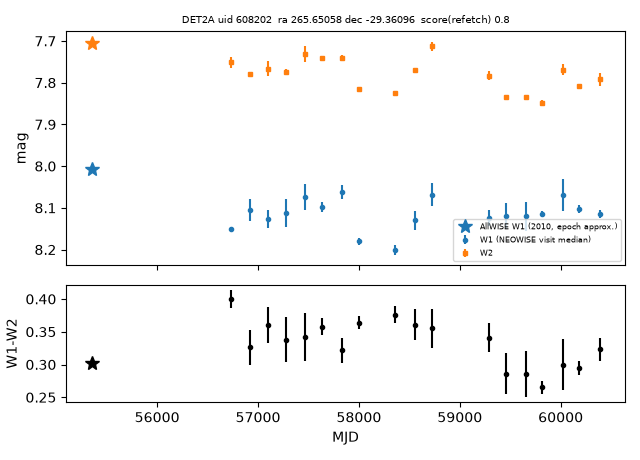 DET2A uid 608202 ra 265.65058 dec -29.36096 score(refetch) 0.8
7.7
7.8
7.9
8.0
8.1
8.2
mag
AllWISE W1 (2010, epoch approx.)
W1 (NEOWISE visit median)
W2
0.40
0.35
0.30
0.25
W1-W2
56000 57000 58000 59000 60000
MJD